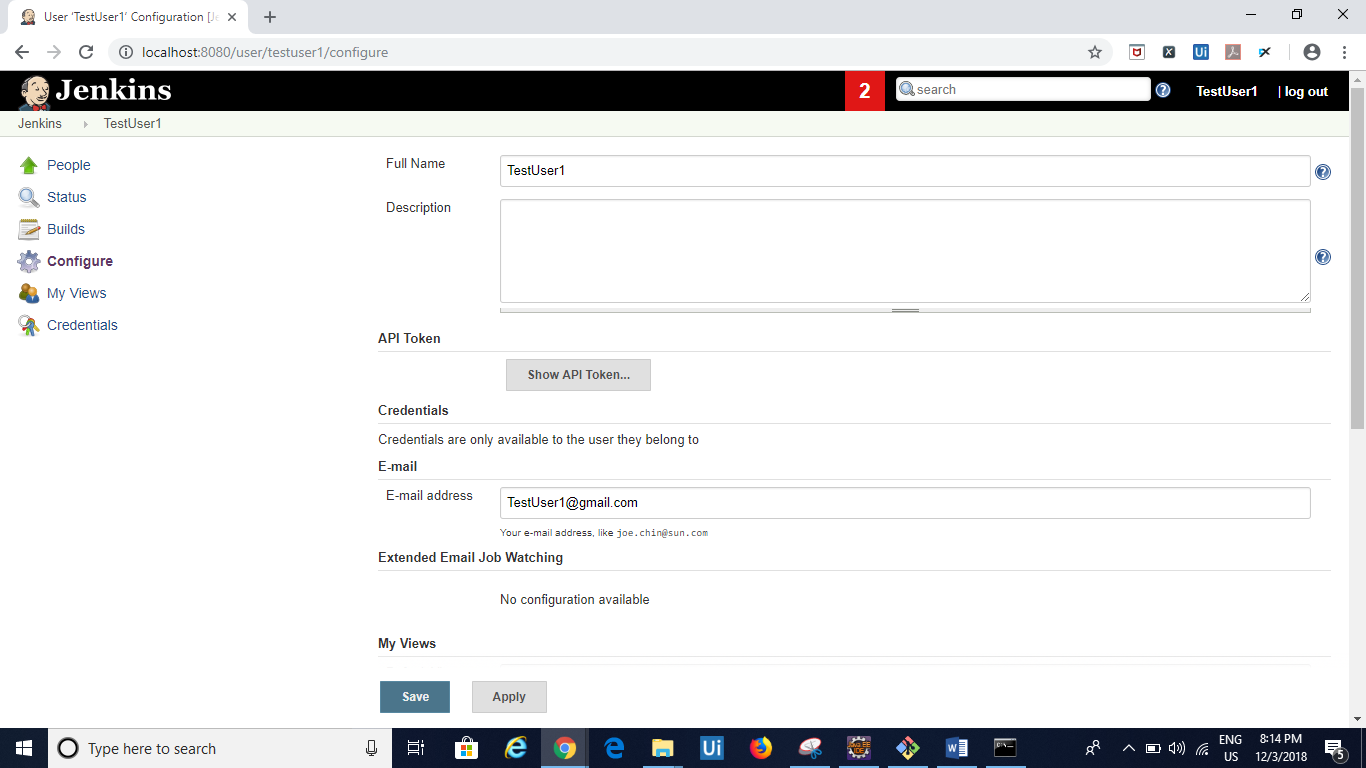 User 'TestUser1' Configuration [Je
localhost:8080/user/testuser1/configure
Jenkins
2
search
TestUser1
| log out
Jenkins
TestUser1
People
Status
Builds
Configure
My Views
Credentials
Full Name
TestUser1
Description
API Token
Show API Token...
Credentials
Credentials are only available to the user they belong to
E-mail
E-mail address
TestUser1@gmail.com
Your e-mail address, like joe.chin@sun.com
Extended Email Job Watching
No configuration available
My Views
Save
Apply
Type here to search
Ui
ENG
US
8:14 PM
12/3/2018
5